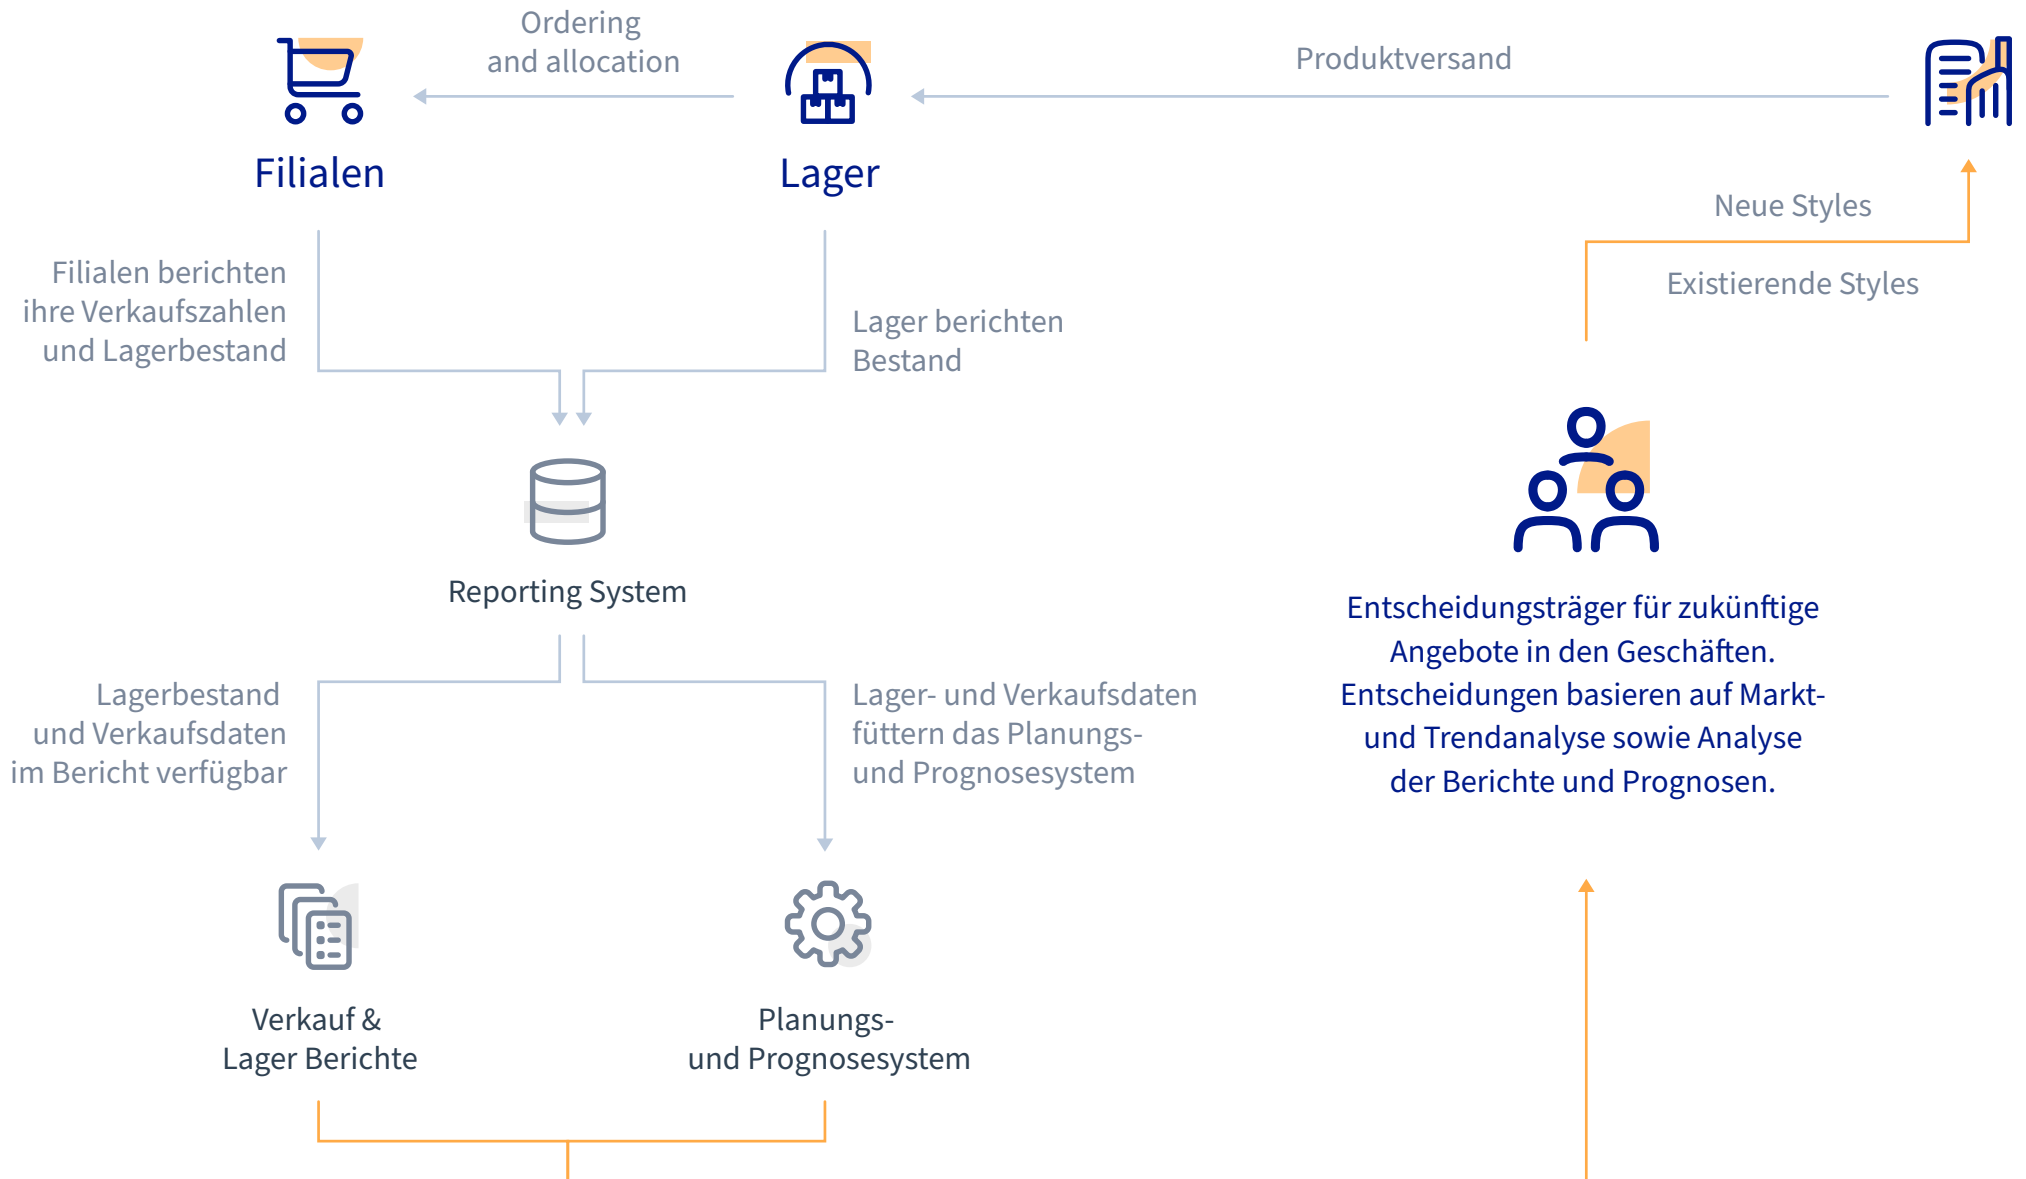 Ordering
and allocation
Produktversand
Filialen
Lager
Neue Styles
Existierende Styles
Filialen berichten
ihre Verkaufszahlen
und Lagerbestand
Lager berichten
Bestand
Reporting System
Entscheidungsträger für zukünftige
Angebote in den Geschäften.
Entscheidungen basieren auf Markt-
und Trendanalyse sowie Analyse
der Berichte und Prognosen.
Lagerbestand
und Verkaufsdaten
im Bericht verfügbar
Lager- und Verkaufsdaten
füttern das Planungs-
und Prognosesystem
Verkauf &
Lager Berichte
Planungs-
und Prognosesystem